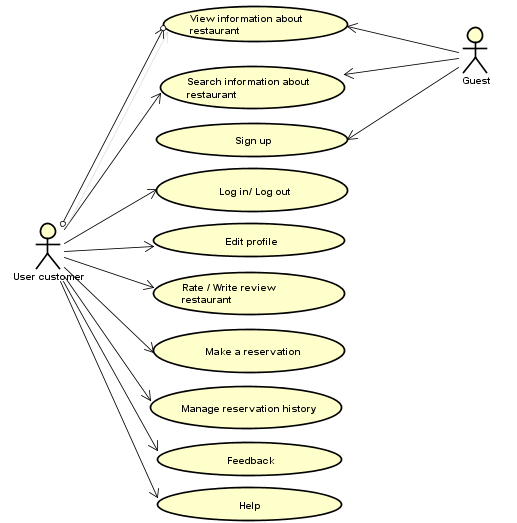 View information about
restaurant
Guest
Search information about
restaurant
Sign up
Log in/ Log out
Edit profile
User customer
Rate / Write review
restaurant
Make a reservation
Manage reservation history
Feedback
Help